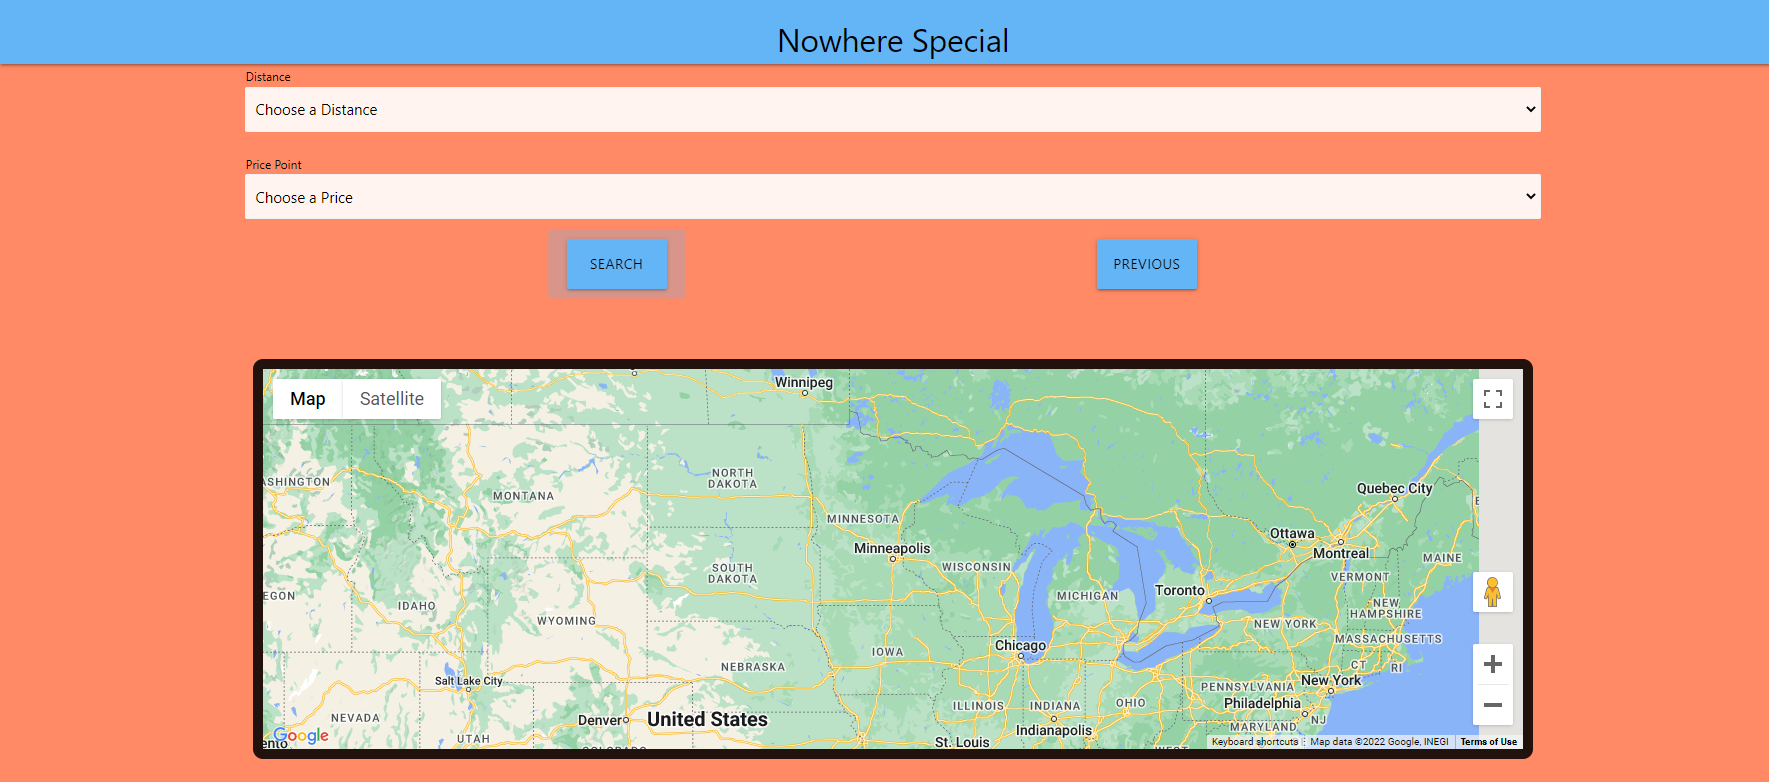 Nowhere Special
Distance
Choose a Distance
Price Point
Choose a Price
SEARCH
PREVIOUS
Map
Satellite
Winnipeg
NORTH
DAKOTA
MONTANA
Quebec City
MINNESOTA
Minneapolis
Ottawa
Montreal
MAINE
WISCONSIN
SOUTH
DAKOTA
VERMONT
MICHIGAN
Toronto
IDAHO
NEW
HAMPSHIRE
WYOMING
NEW YORK
MASSACHUSETTS
Chicago
IOWA
CT
RI
NEBRASKA
Salt Lake City
PENNSYLVANIA
New York
ILLINOIS
INDIANA
OHIO
Philadelphia
NEVADA
Denver
United States
NJ
MARYLAND
Indianapolis
Google
UTAH
St. Louis
Keyboard shortcuts
Map data ©2022 Google, INEGI
Terms of Use